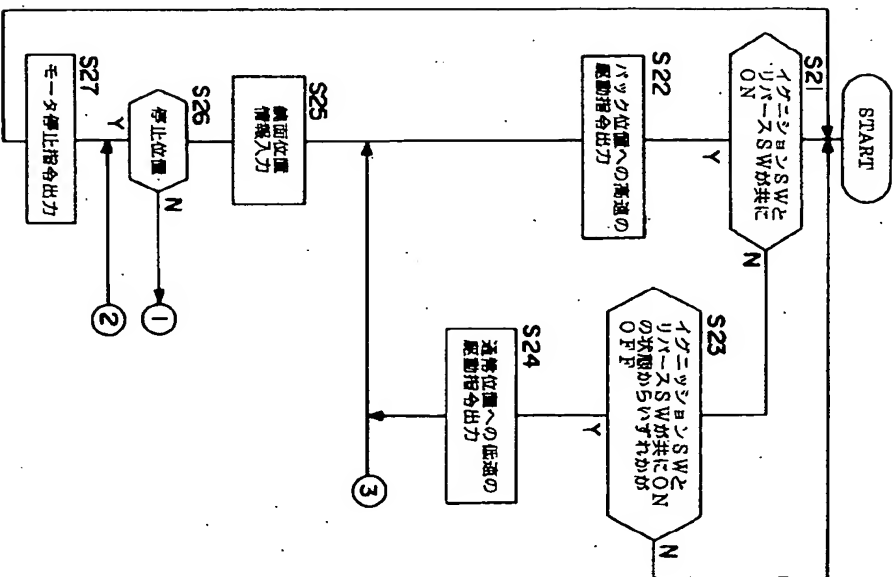 START
S21
イグニションSWと
リバースSWが共に
ON
Y
N
S22
バック位置への高速の
駆動指令出力
S23
イグニッションSWと
リバースSWが共にON
の状態からいずれかが
OFF
Y
N
S24
通常位置への低速の
駆動指令出力
③
S25
鏡面位置
情報入力
S26
停止位置
Y
N
①
②
S27
モータ停止指令出力